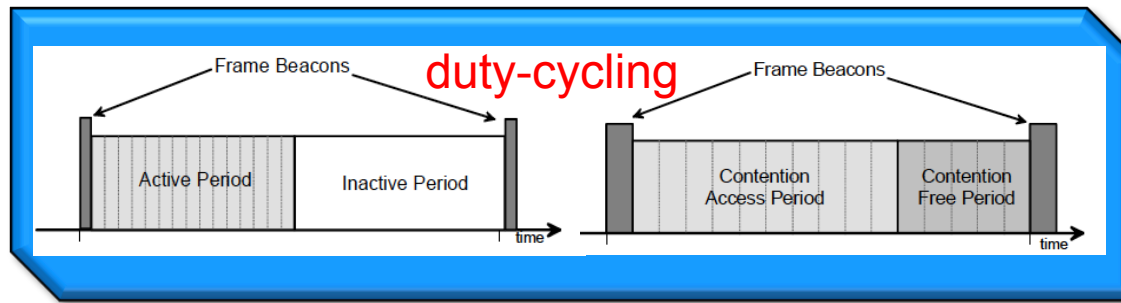 Frame Beacons
duty-cycling
Frame Beacons
Active Period
Inactive Period
time
Contention
Access Period
Contention
Free Period
time